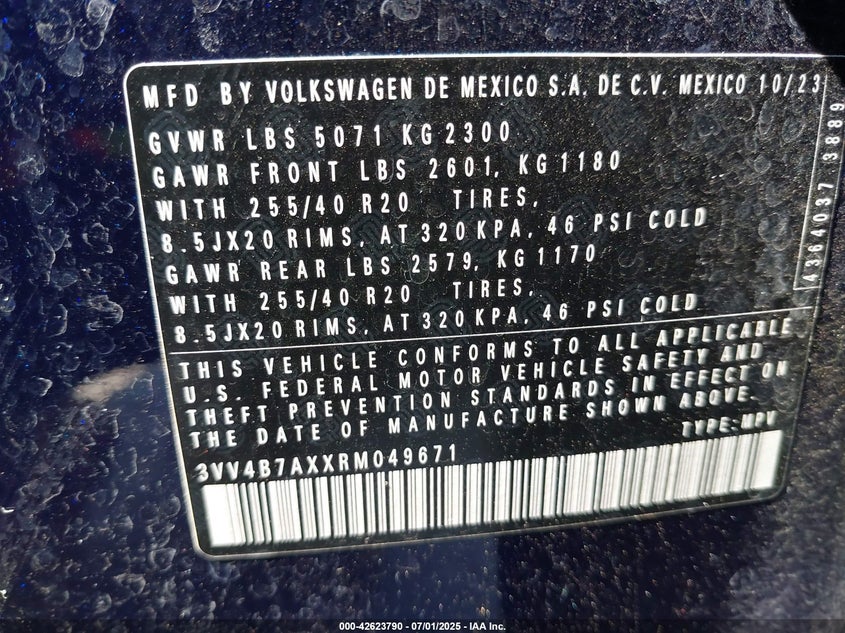 MFD BY VOLKSWAGEN DE MEXICO S.A. DE C.V. MEXICO 10/23
GVWR LBS 5071 KG 2300
GAWR FRONT LBS 2601, KG 1180
WITH 255/40 R20 TIRES,
8.5JX20 RIMS, AT 320 KPA, 46 PSI COLD
GAWR REAR LBS 2579, KG 1170
WITH 255/40 R20 TIRES,
8.5JX20 RIMS, AT 320 KPA, 46 PSI COLD
THIS VEHICLE CONFORMS TO ALL APPLICABLE
U.S. FEDERAL MOTOR VEHICLE SAFETY AND
THEFT PREVENTION STANDARDS IN EFFECT ON
THE DATE OF MANUFACTURE SHOWN ABOVE.
TYPE: MPV
3VV4B7AXXRM049671
4364037 3889
000-42623790 - 07/01/2025 - IAA Inc.